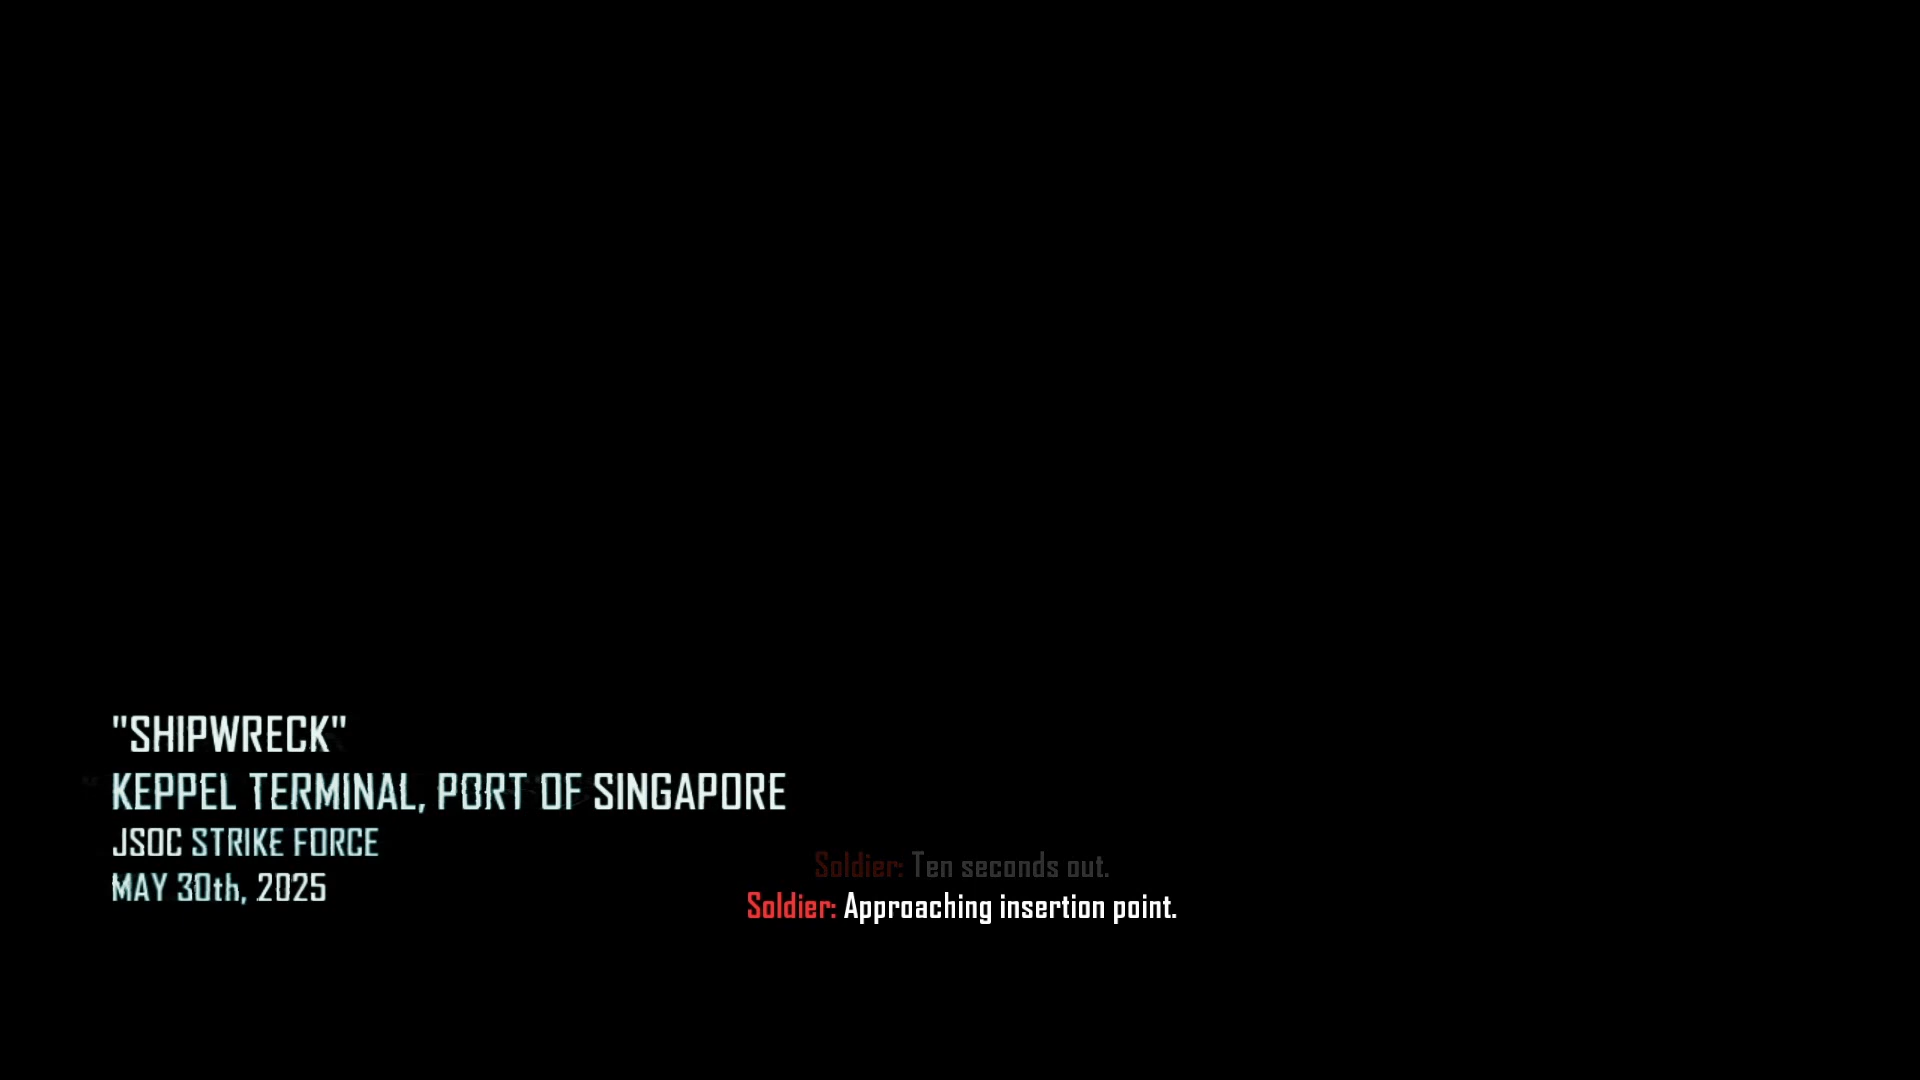 "SHIPWRECK"
KEPPEL TERMINAL, PORT OF SINGAPORE
JSOC STRIKE FORCE
MAY 30th, 2025
Soldier: Ten seconds out.
Soldier: Approaching insertion point.